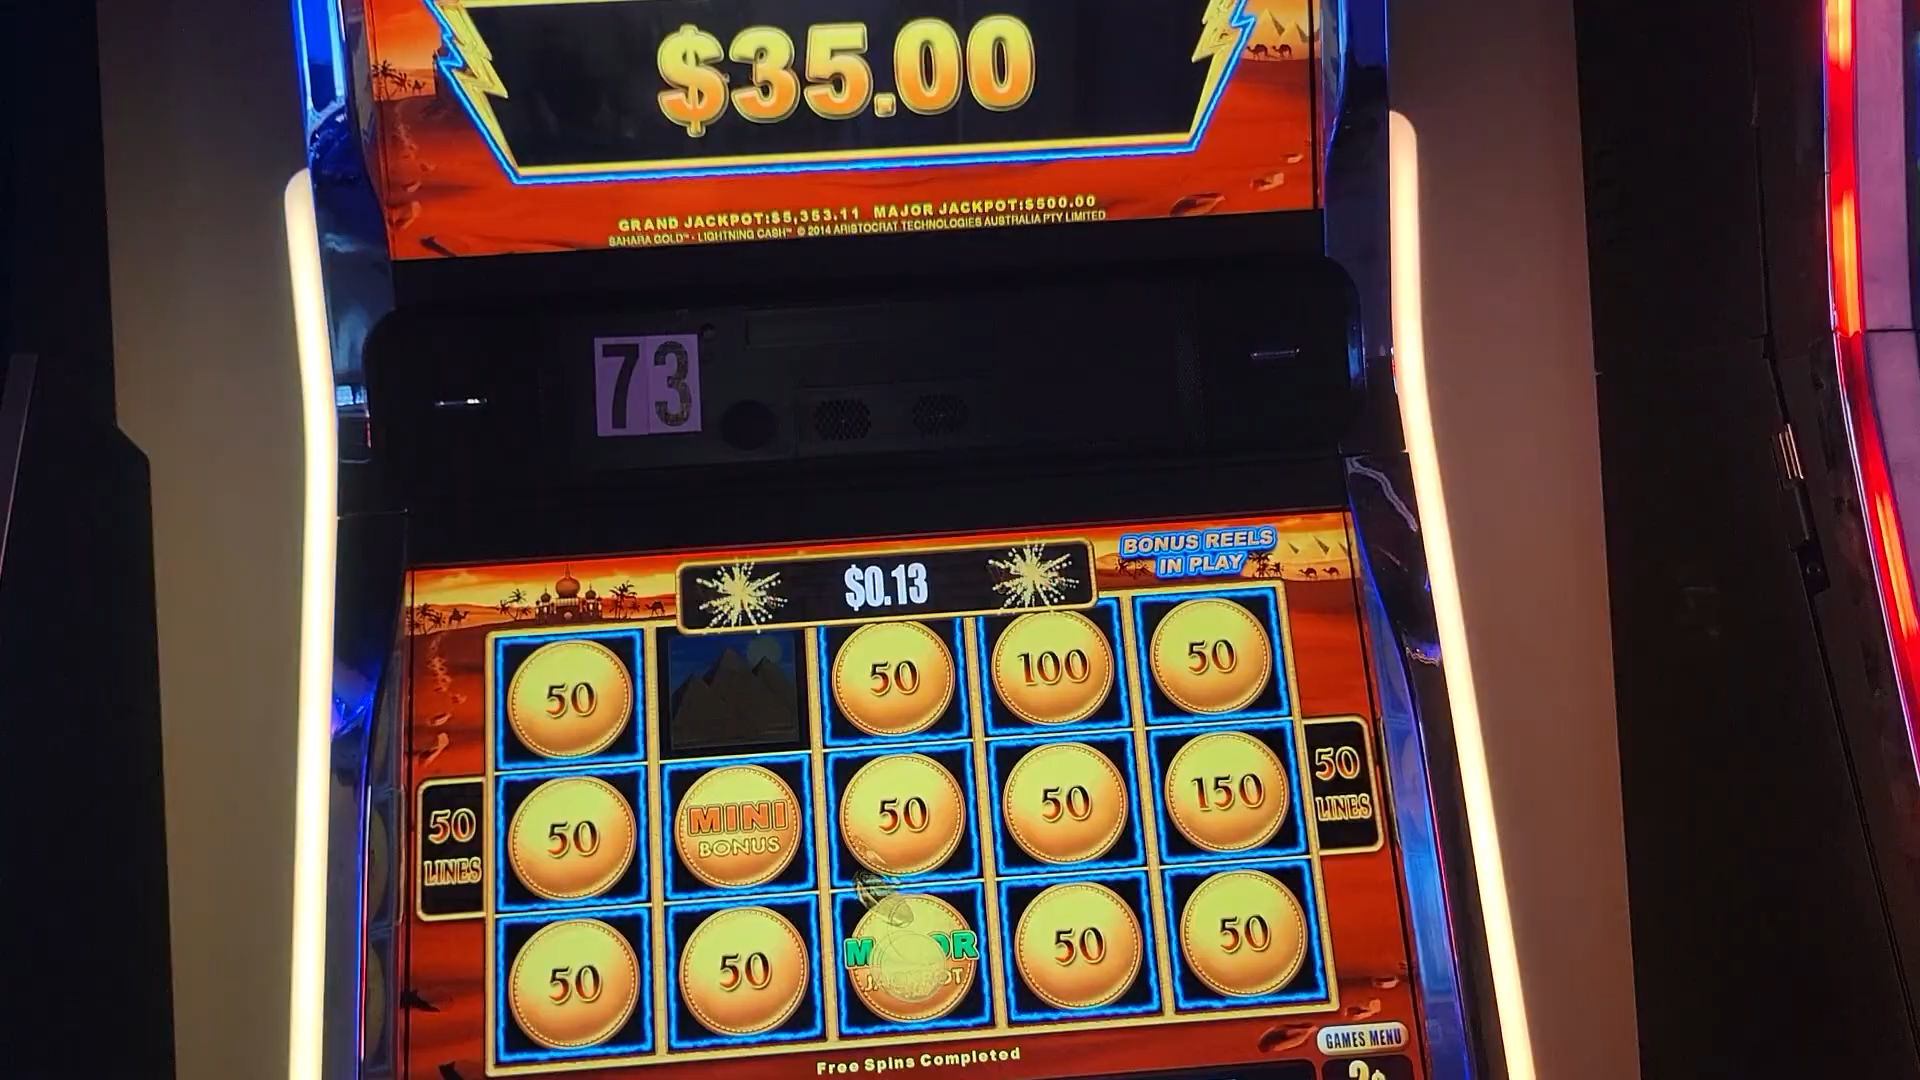 $35.00
GRAND JACKPOT:$5,353.11 MAJOR JACKPOT:$500.00
SAHARA GOLD™ - LIGHTNING CASH™ © 2014 ARISTOCRAT TECHNOLOGIES AUSTRALIA PTY LIMITED
73
BONUS REELS
IN PLAY
$0.13
50 50 100 50
50 LINES
50 MINI BONUS 50 50 150
50 LINES
50 50 MAJOR JACKPOT 50 50
Free Spins Completed
GAMES MENU